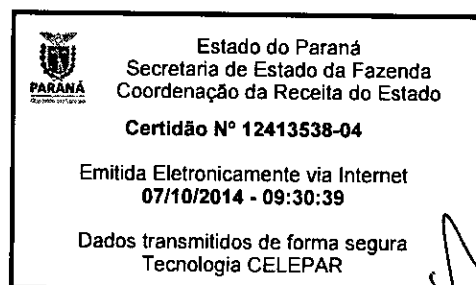 Estado do Paraná
Secretaria de Estado da Fazenda
PARANÁ
Coordenação da Receita do Estado
Certidão Nº 12413538-04
Emitida Eletronicamente via Internet
07/10/2014 - 09:30:39
Dados transmitidos de forma segura
Tecnologia CELEPAR